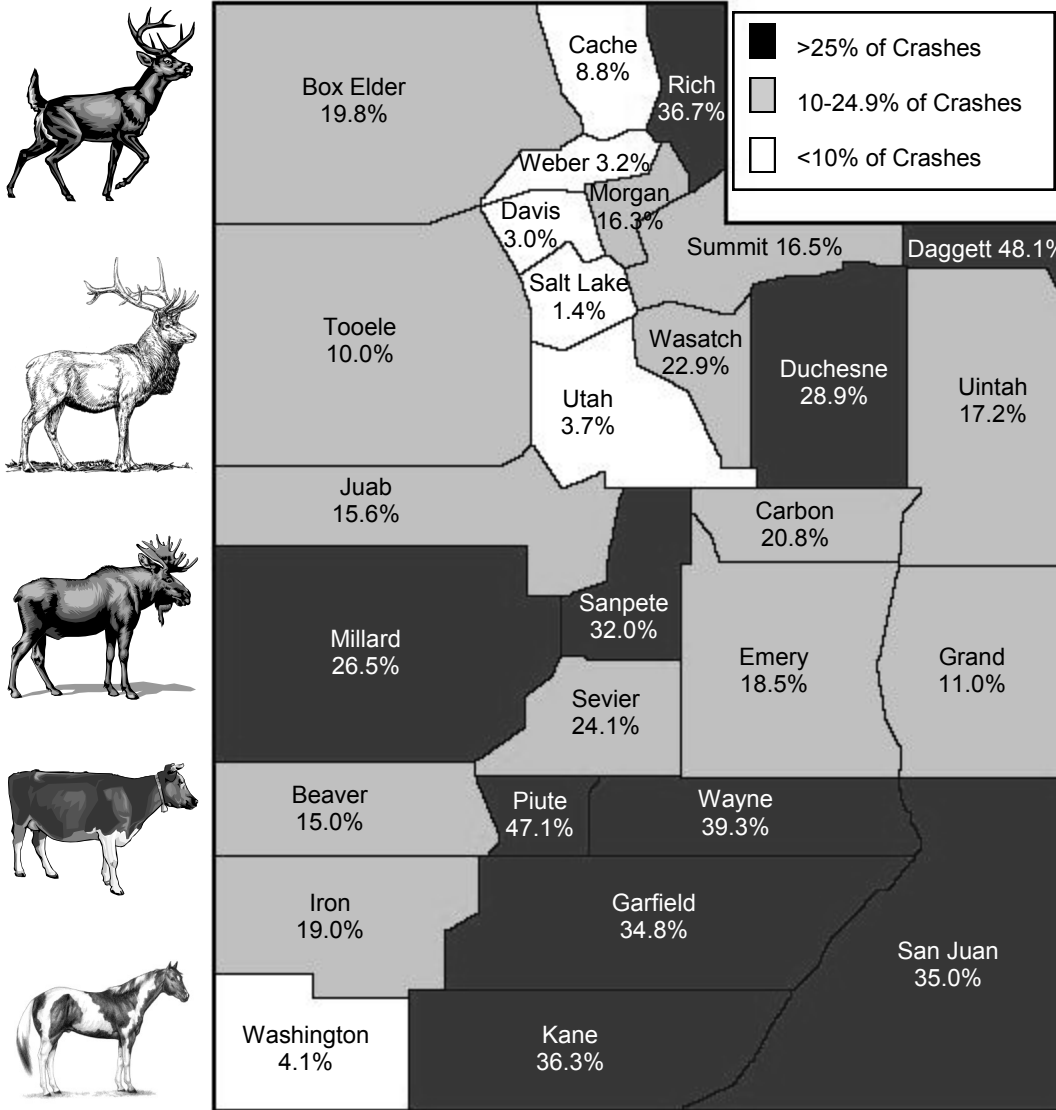 Cache
8.8%
>25% of Crashes
Rich
36.7%
Box Elder
19.8%
10-24.9% of Crashes
<10% of Crashes
Weber 3.2%
Morgan
16.3%
Davis
3.0%
Summit 16.5%
Daggett 48.1%
Salt Lake
1.4%
Tooele
10.0%
Wasatch
22.9%
Duchesne
28.9%
Uintah
17.2%
Utah
3.7%
Juab
15.6%
Carbon
20.8%
Sanpete
32.0%
Millard
26.5%
Emery
18.5%
Grand
11.0%
Sevier
24.1%
Beaver
15.0%
Piute
47.1%
Wayne
39.3%
Iron
19.0%
Garfield
34.8%
San Juan
35.0%
Washington
4.1%
Kane
36.3%